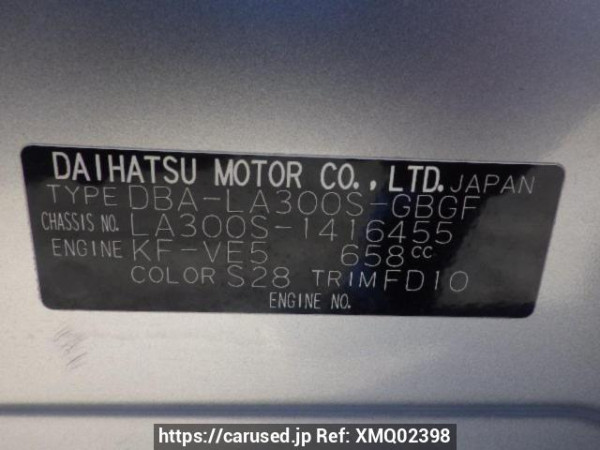 DAIHATSU MOTOR CO., LTD. JAPAN
TYPE DBA-LA300S-GBGF
CHASSIS NO. LA300S-1416455
ENGINE KF-VE5 658cc
COLOR S28 TRIM FD10
ENGINE NO.
https://carused.jp Ref: XMQ02398